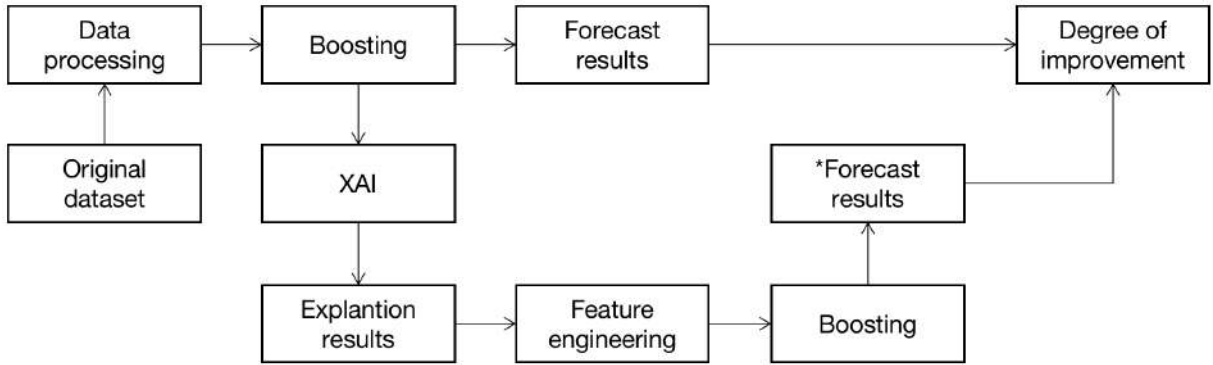 Data
processing
Boosting
Forecast
results
Degree of
improvement
Original
dataset
XAI
*Forecast
results
Explantion
results
Feature
engineering
Boosting